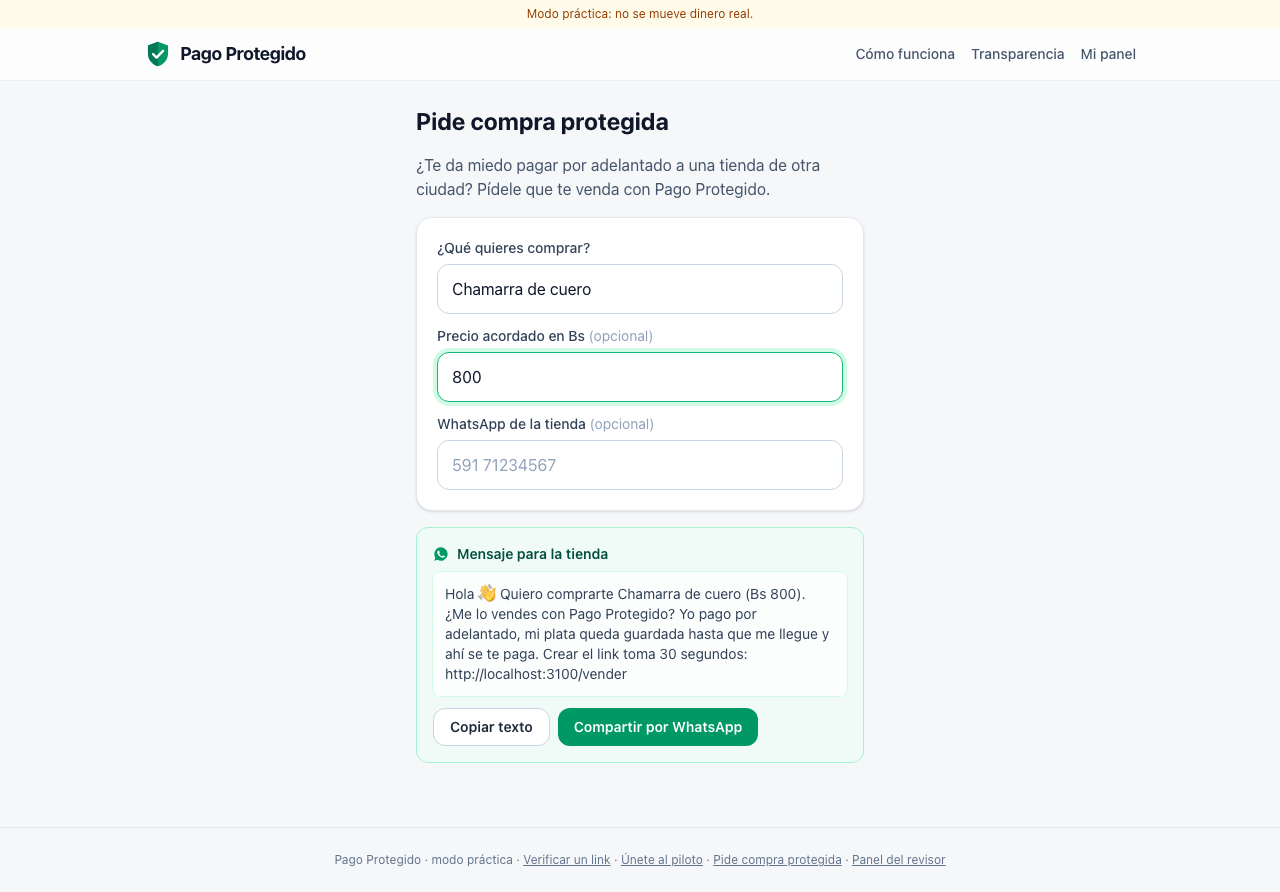 Modo práctica: no se mueve dinero real.
Pago Protegido
Cómo funciona
Transparencia
Mi panel
Pide compra protegida
¿Te da miedo pagar por adelantado a una tienda de otra
ciudad? Pídele que te venda con Pago Protegido.
¿Qué quieres comprar?
Chamarra de cuero
Precio acordado en Bs (opcional)
800
WhatsApp de la tienda (opcional)
591 71234567
Mensaje para la tienda
Hola 👋 Quiero comprarte Chamarra de cuero (Bs 800).
¿Me lo vendes con Pago Protegido? Yo pago por
adelantado, mi plata queda guardada hasta que me llegue y
ahí se te paga. Crear el link toma 30 segundos:
http://localhost:3100/vender
Copiar texto
Compartir por WhatsApp
Pago Protegido · modo práctica · Verificar un link · Únete al piloto · Pide compra protegida · Panel del revisor